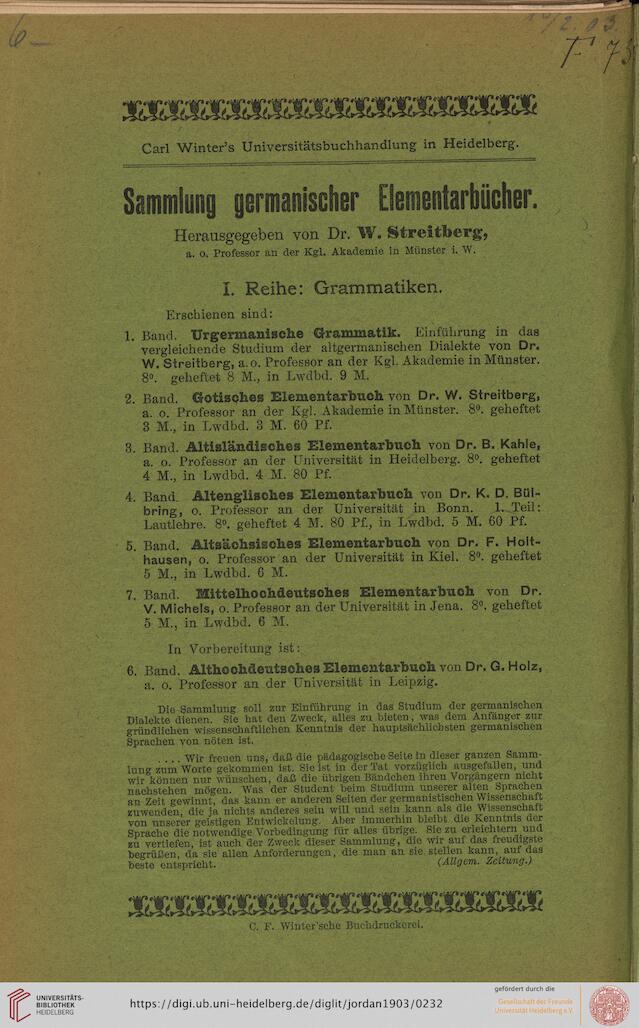 6-
Carl Winter's Universitätsbuchhandlung in Heidelberg.
Sammlung germanischer Elementarbücher.
Herausgegeben von Dr. W. Streitberg,
a. o. Professor an der Kgl. Akademie in Münster i. W.
I. Reihe: Grammatiken.
Erschienen sind:
1. Band. Urgermanische Grammatik. Einführung in das
vergleichende Studium der altgermanischen Dialekte von Dr.
W. Streitberg, a. o. Professor an der Kgl. Akademie in Münster.
8º. geheftet 8 M., in Lwdbd. 9 M.
2. Band. Gotisches Elementarbuch von Dr. W. Streitberg,
a. o. Professor an der Kgl. Akademie in Münster. 8º. geheftet
3 M., in Lwdbd. 3 M. 60 Pf.
3. Band. Altisländisches Elementarbuch von Dr. B. Kahle,
a. o. Professor an der Universität in Heidelberg. 8º. geheftet
4 M., in Lwdbd. 4 M. 80 Pf.
4. Band. Altenglisches Elementarbuch von Dr. K. D. Bül-
bring, o. Professor an der Universität in Bonn. 1. Teil:
Lautlehre. 8º. geheftet 4 M. 80 Pf., in Lwdbd. 5 M. 60 Pf.
5. Band. Altsächsisches Elementarbuch von Dr. F. Holt-
hausen, o. Professor an der Universität in Kiel. 8º. geheftet
5 M., in Lwdbd. 6 M.
7. Band. Mittelhochdeutsches Elementarbuch von Dr.
V. Michels, o. Professor an der Universität in Jena. 8º. geheftet
5 M., in Lwdbd. 6 M.
In Vorbereitung ist:
6. Band. Althochdeutsches Elementarbuch von Dr. G. Holz,
a. o. Professor an der Universität in Leipzig.
Die Sammlung soll zur Einführung in das Studium der germanischen
Dialekte dienen. Sie hat den Zweck, alles zu bieten, was dem Anfänger zur
gründlichen wissenschaftlichen Kenntnis der hauptsächlichsten germanischen
Sprachen von nöten ist.
.... Wir freuen uns, daß die pädagogische Seite in dieser ganzen Samm-
lung zum Worte gekommen ist. Sie ist in der Tat vorzüglich ausgefallen, und
wir können nur wünschen, daß die übrigen Bändchen ihren Vorgängern nicht
nachstehen mögen. Was der Student beim Studium unserer alten Sprachen
an Zeit gewinnt, das kann er anderen Seiten der germanistischen Wissenschaft
zuwenden, die ja nichts anderes sein will und sein kann als die Wissenschaft
von unserer geistigen Entwickelung. Aber immerhin bleibt die Kenntnis der
Sprache die notwendige Vorbedingung für alles übrige. Sie zu erleichtern und
zu vertiefen, ist auch der Zweck dieser Sammlung, die wir auf das freudigste
begrüßen, da sie allen Anforderungen, die man an sie stellen kann, auf das
beste entspricht. (Allgem. Zeitung.)
C. F. Winter'sche Buchdruckerei.
UNIVERSITÄTS-
BIBLIOTHEK
HEIDELBERG
https://digi.ub.uni-heidelberg.de/diglit/jordan1903/0232
gefördert durch die
Gesellschaft der Freunde
Universität Heidelberg e.V.